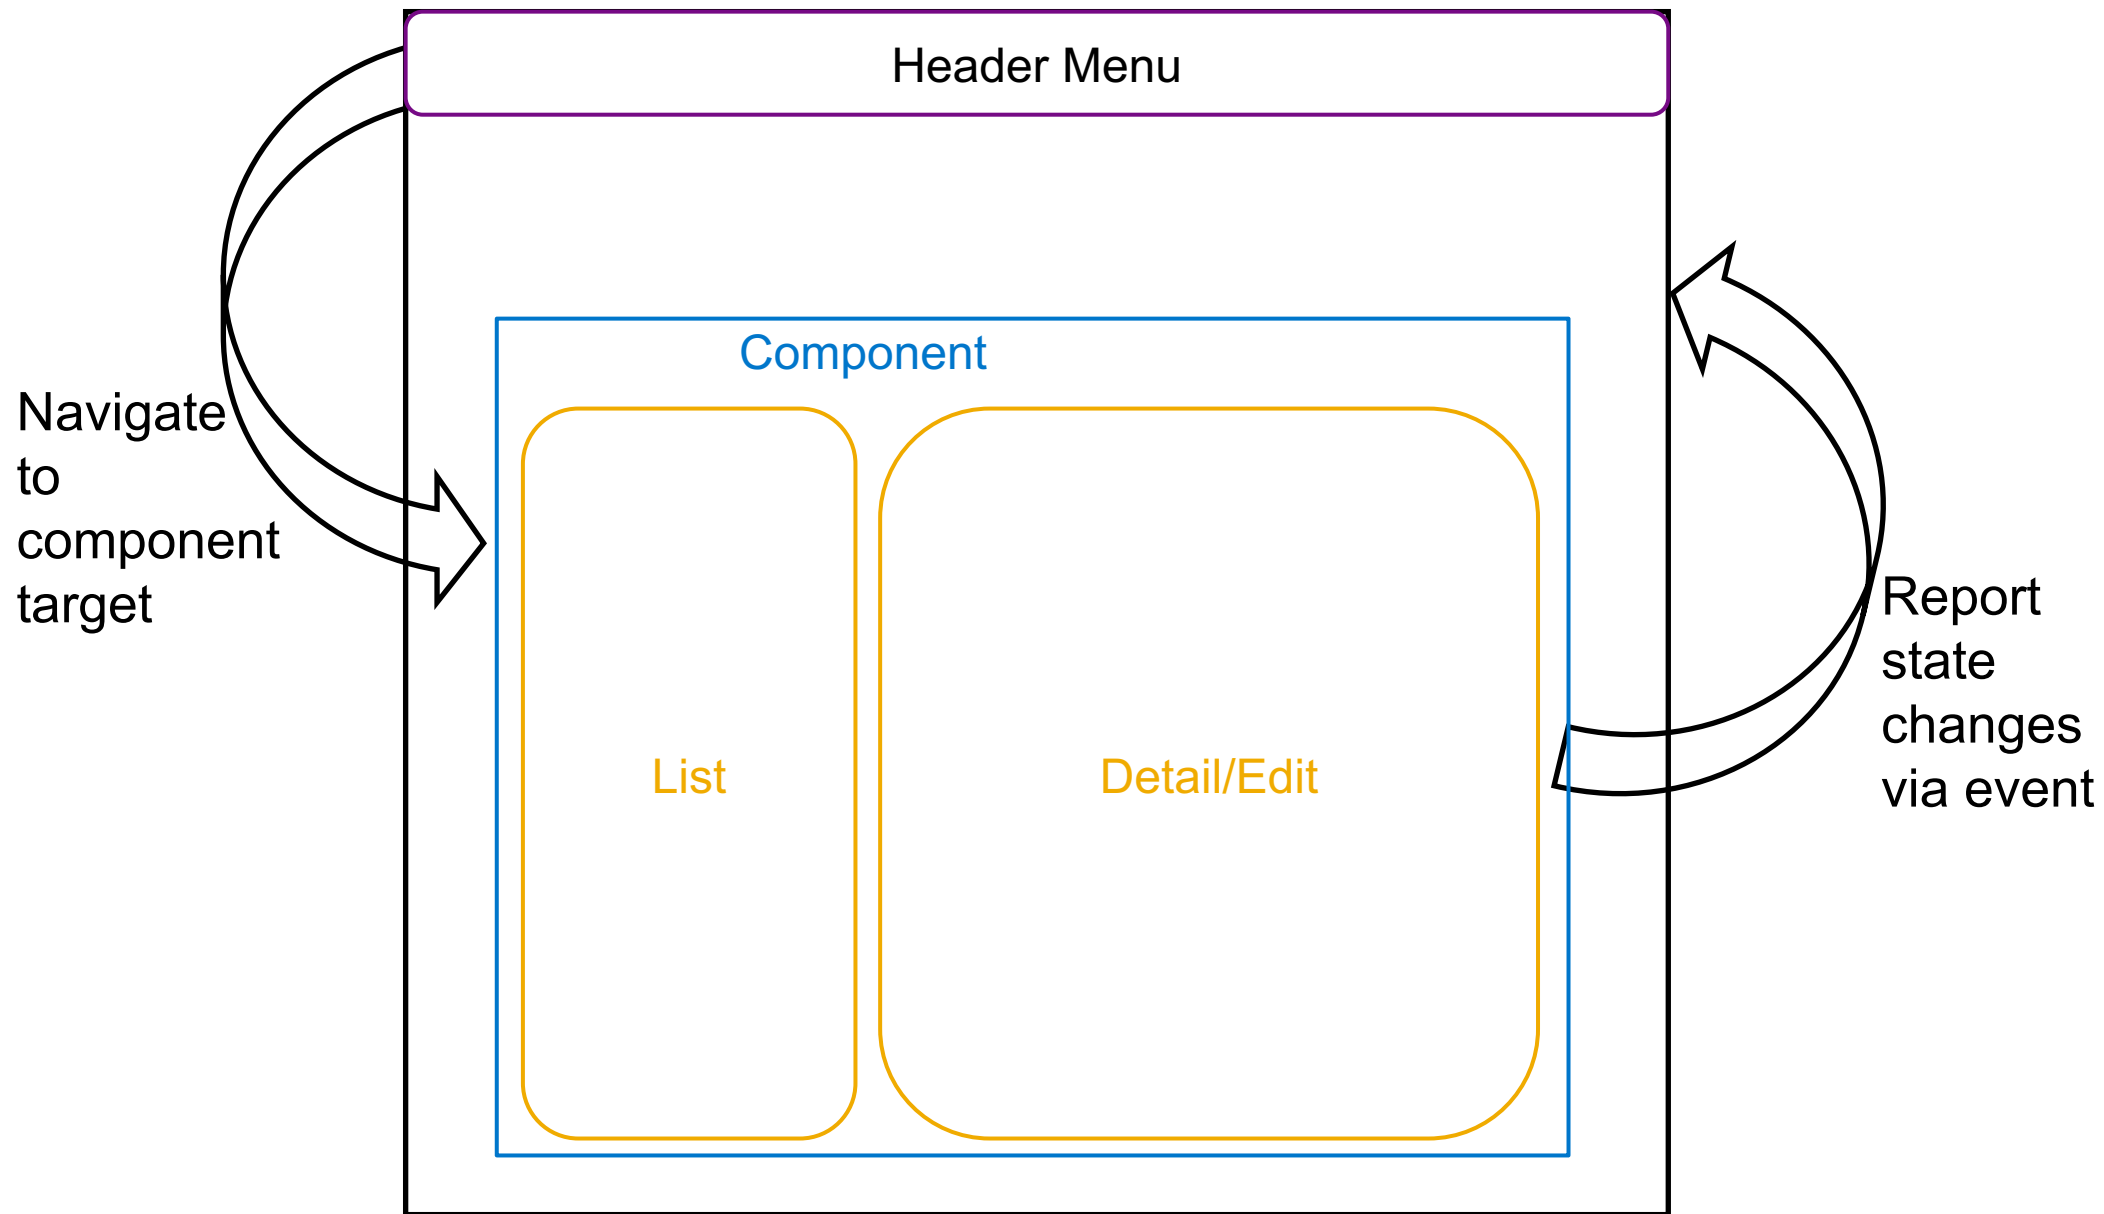 Header Menu
Component
Navigate
to
component
target
List
Detail/Edit
Report
state
changes
via event